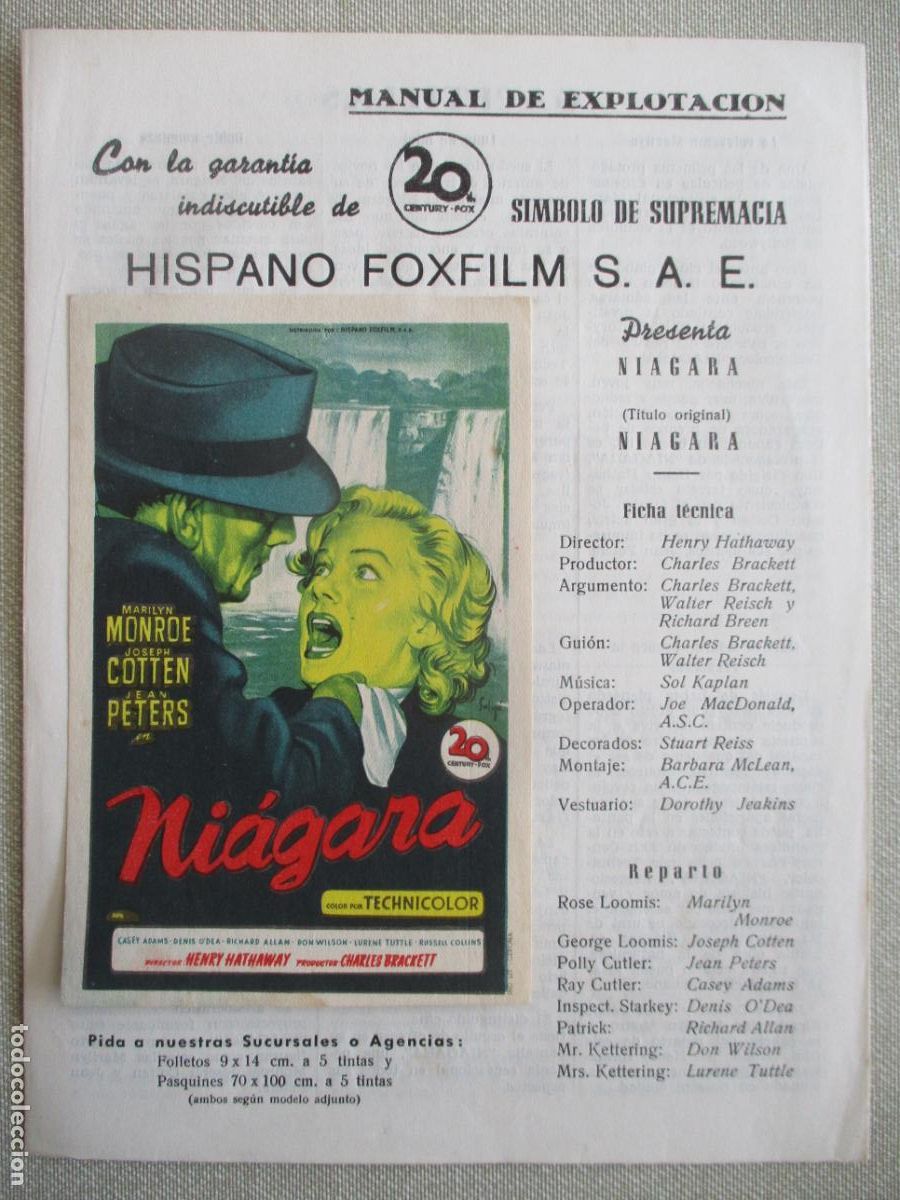 MANUAL DE EXPLOTACION
Con la garantía
indiscutible de
20th
CENTURY-FOX
SIMBOLO DE SUPREMACIA
HISPANO FOXFILM S. A. E.
DISTRIBUIDA POR: HISPANO FOXFILM, S.A.E.
MARILYN
MONROE
JOSEPH
COTTEN
JEAN
PETERS
en
20th
CENTURY-FOX
Niágara
COLOR POR TECHNICOLOR
CASEY ADAMS - DENIS O'DEA - RICHARD ALLAN - DON WILSON - LURENE TUTTLE - RUSSELL COLLINS
DIRECTOR HENRY HATHAWAY PRODUCTOR CHARLES BRACKETT
Presenta
NIAGARA
(Título original)
NIAGARA
Ficha técnica
Director: Henry Hathaway
Productor: Charles Brackett
Argumento: Charles Brackett,
Walter Reisch y
Richard Breen
Guión: Charles Brackett,
Walter Reisch
Música: Sol Kaplan
Operador: Joe MacDonald,
A.S.C.
Decorados: Stuart Reiss
Montaje: Barbara McLean,
A.C.E.
Vestuario: Dorothy Jeakins
Reparto
Rose Loomis: Marilyn
Monroe
George Loomis: Joseph Cotten
Polly Cutler: Jean Peters
Ray Cutler: Casey Adams
Inspect. Starkey: Denis O'Dea
Patrick: Richard Allan
Mr. Kettering: Don Wilson
Mrs. Kettering: Lurene Tuttle
Pida a nuestras Sucursales o Agencias:
Folletos 9 x 14 cm. a 5 tintas y
Pasquines 70 x 100 cm. a 5 tintas
(ambos según modelo adjunto)
todocoleccion.net